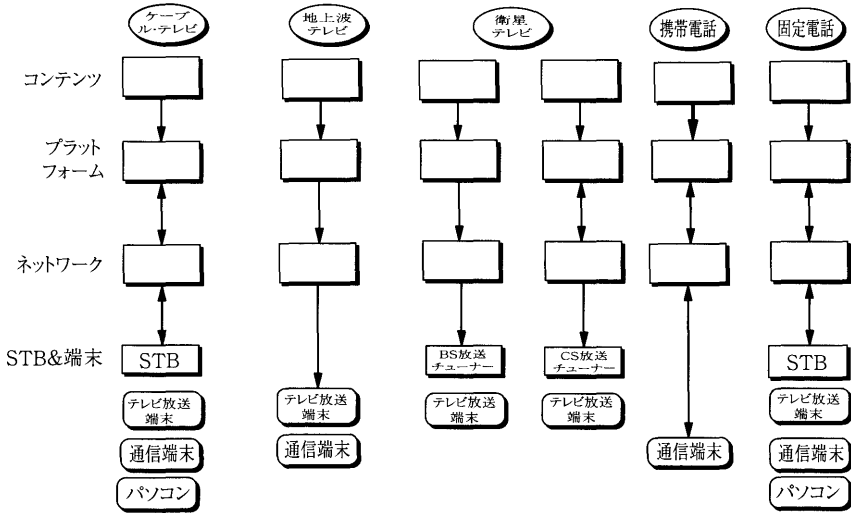 ケーブ
ル・テレビ
地上波
テレビ
衛星
テレビ
携帯電話
固定電話
コンテンツ
プラット
フォーム
ネットワーク
STB&端末
STB
BS放送
チューナー
CS放送
チューナー
STB
テレビ放送
端末
テレビ放送
端末
テレビ放送
端末
テレビ放送
端末
テレビ放送
端末
通信端末
通信端末
通信端末
通信端末
パソコン
パソコン